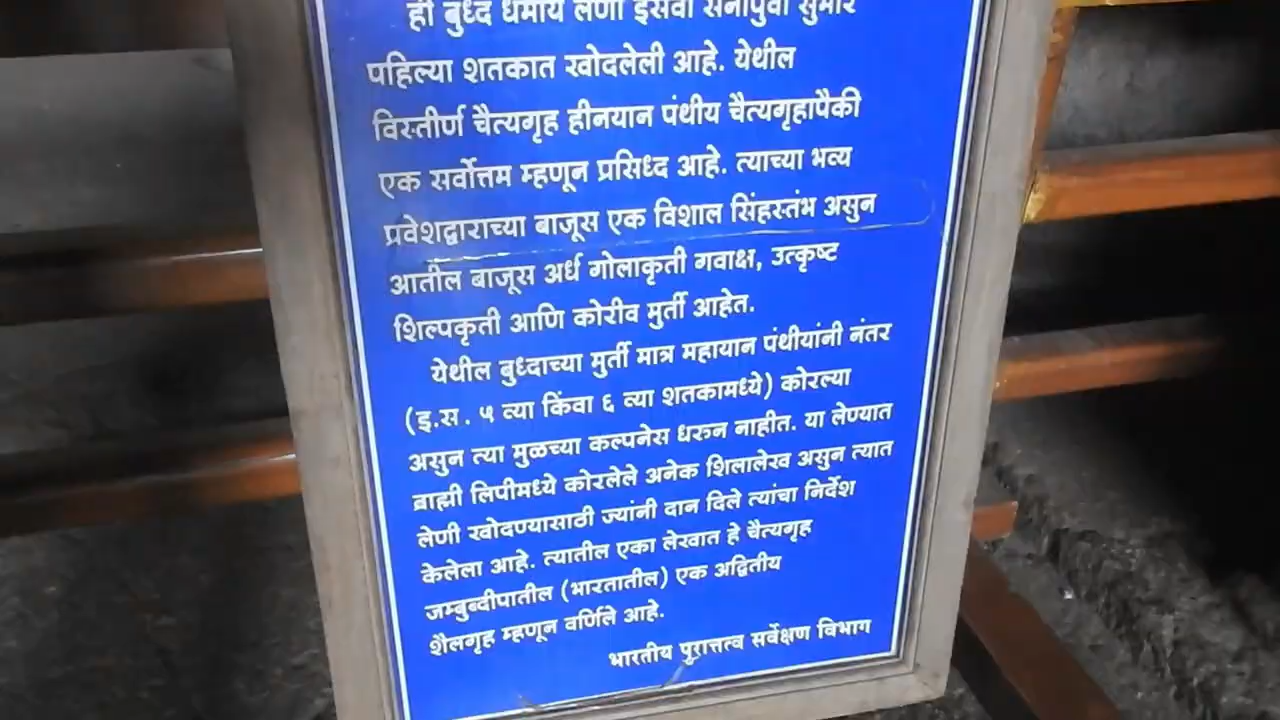 ही बुध्द धर्मीय लेणी इसवी सनापुर्वी सुमारे
पहिल्या शतकात खोदलेली आहे. येथील
विस्तीर्ण चैत्यगृह हीनयान पंथीय चैत्यगृहापैकी
एक सर्वोत्तम म्हणून प्रसिध्द आहे. त्याच्या भव्य
प्रवेशद्वाराच्या बाजूस एक विशाल सिंहस्तंभ असुन
आतील बाजूस अर्ध गोलाकृती गवाक्ष, उत्कृष्ट
शिल्पकृती आणि कोरीव मुर्ती आहेत.
येथील बुध्दाच्या मुर्ती मात्र महायान पंथीयांनी नंतर
(इ.स. ५ व्या किंवा ६ व्या शतकामध्ये) कोरल्या
असुन त्या मुळच्या कल्पनेस धरुन नाहीत. या लेण्यात
ब्राह्मी लिपीमध्ये कोरलेले अनेक शिलालेख असुन त्यात
लेणी खोदण्यासाठी ज्यांनी दान दिले त्यांचा निर्देश
केलेला आहे. त्यातील एका लेखात हे चैत्यगृह
जम्बुब्दीपातील (भारतातील) एक अद्वितीय
शैलगृह म्हणून वर्णिले आहे.
भारतीय पुरातत्त्व सर्वेक्षण विभाग